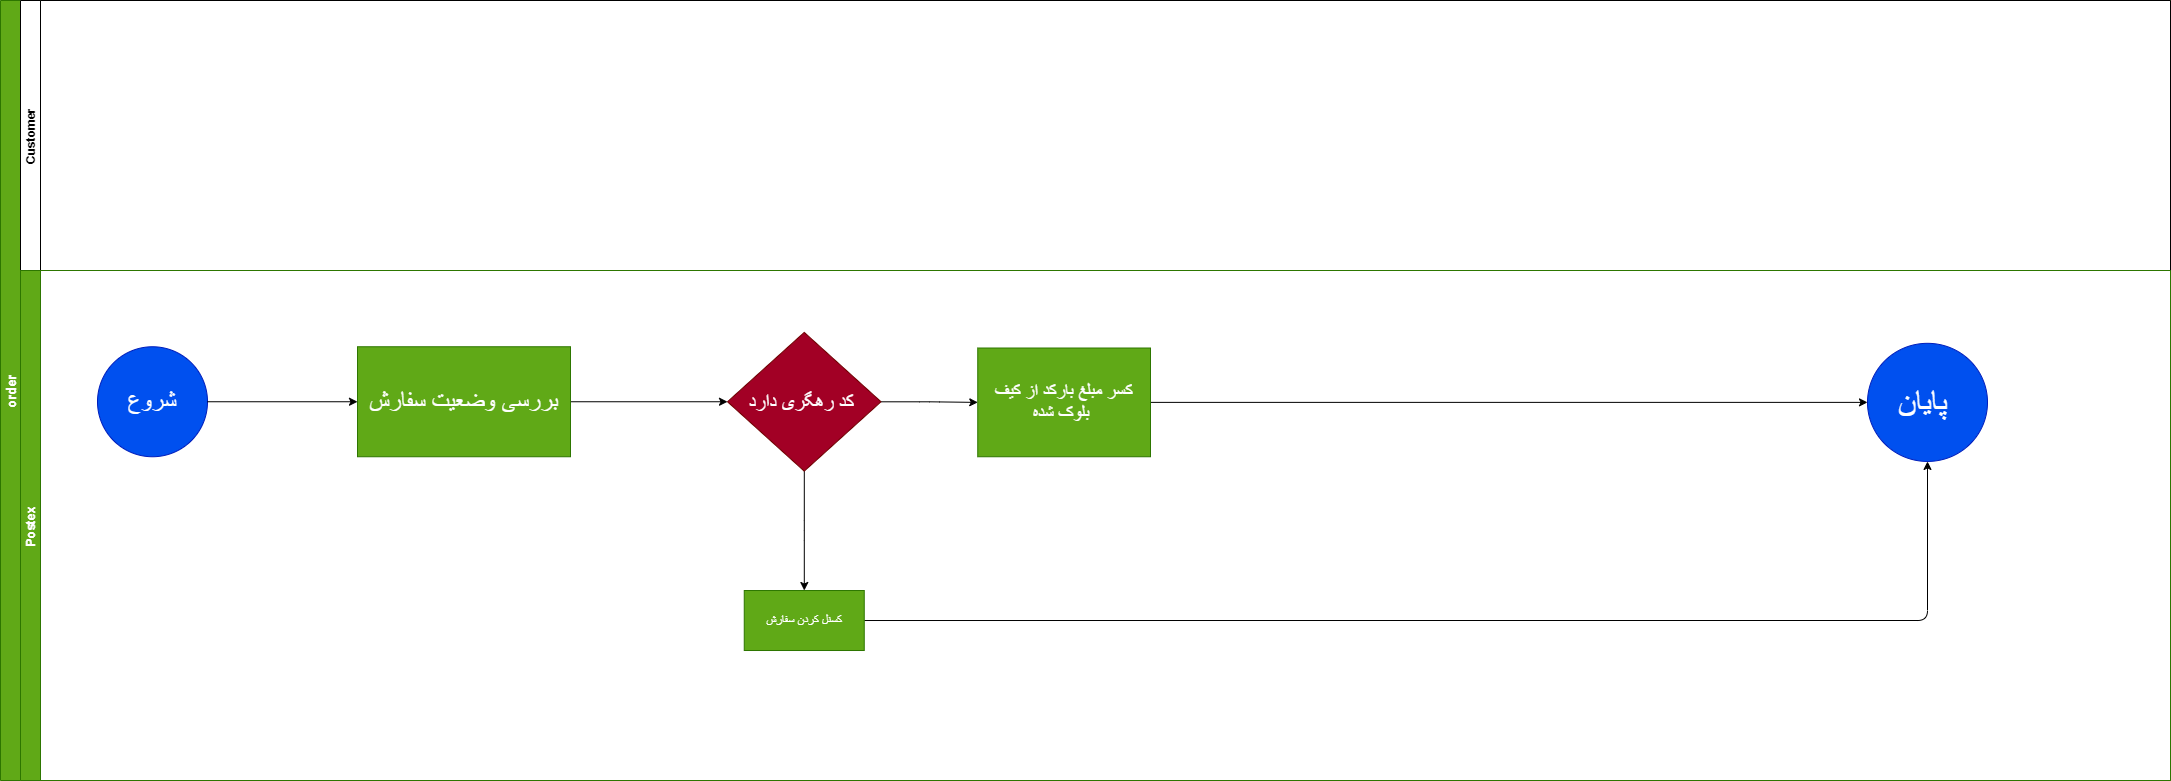 order
Customer
Postex
شروع
بررسی وضعیت سفارش
کد رهگری دارد
کسر مبلغ بارکد از کیف
بلوک شده
پایان
کسنل کردن سفارش